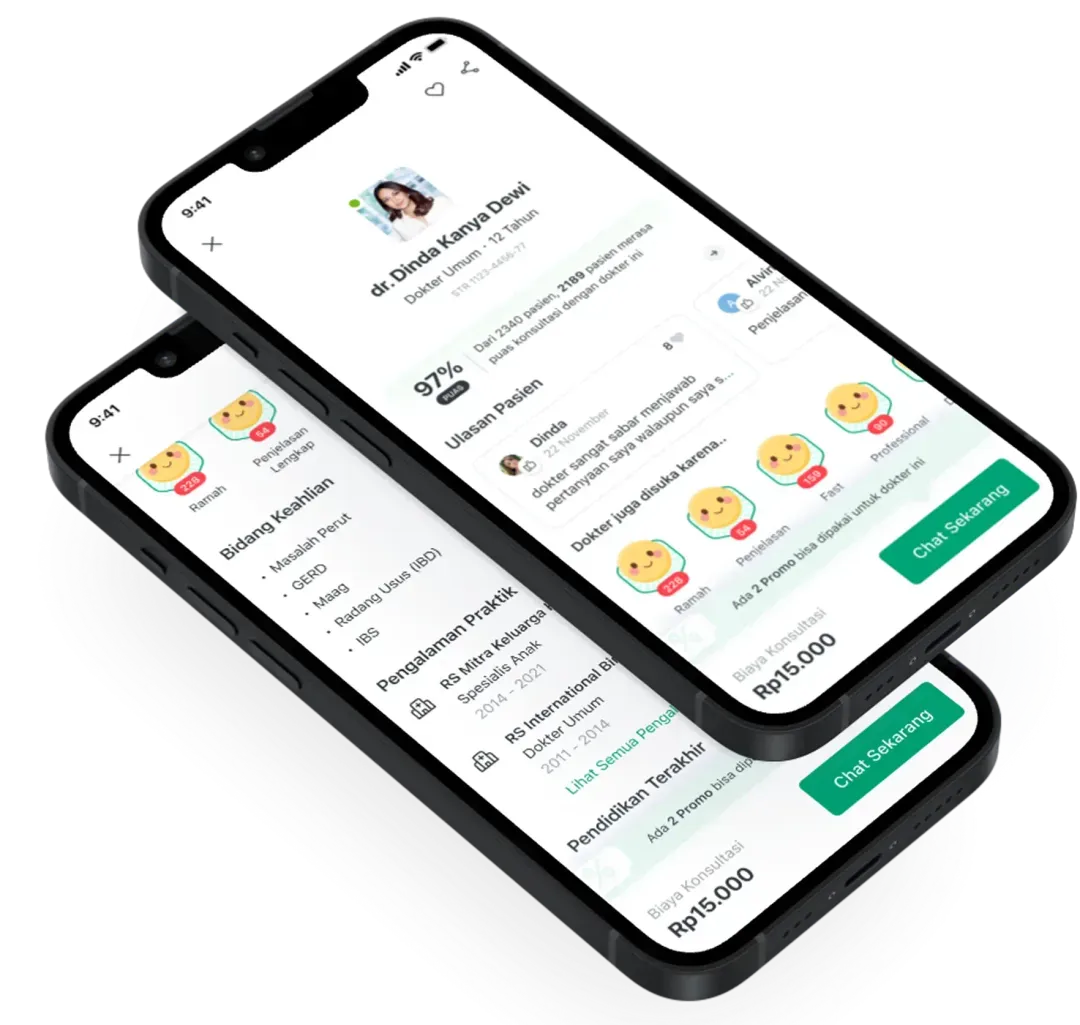 9:41
dr. Dinda Kanya Dewi
Dokter Umum · 12 Tahun
STR 1123-4456-77
97%
PUAS
Dari 2340 pasien, 2189 pasien merasa
puas konsultasi dengan dokter ini
Ulasan Pasien
Dinda
22 November
8
dokter sangat sabar menjawab
pertanyaan saya walaupun saya s...
A
Alvin
22 N
Penjelasan
Dokter juga disuka karena..
228
Ramah
54
Penjelasan
159
Fast
90
Professional
Ada 2 Promo bisa dipakai untuk dokter ini
Biaya Konsultasi
Rp15.000
Chat Sekarang
9:41
228
Ramah
54
Penjelasan
Lengkap
Bidang Keahlian
• Masalah Perut
• GERD
• Maag
• Radang Usus (IBD)
• IBS
Pengalaman Praktik
RS Mitra Keluarga
Spesialis Anak
2014 - 2021
RS International Bi
Dokter Umum
2011 - 2014
Lihat Semua Pengal
Pendidikan Terakhir
Ada 2 Promo bisa dip
Biaya Konsultasi
Rp15.000
Chat Sekarang